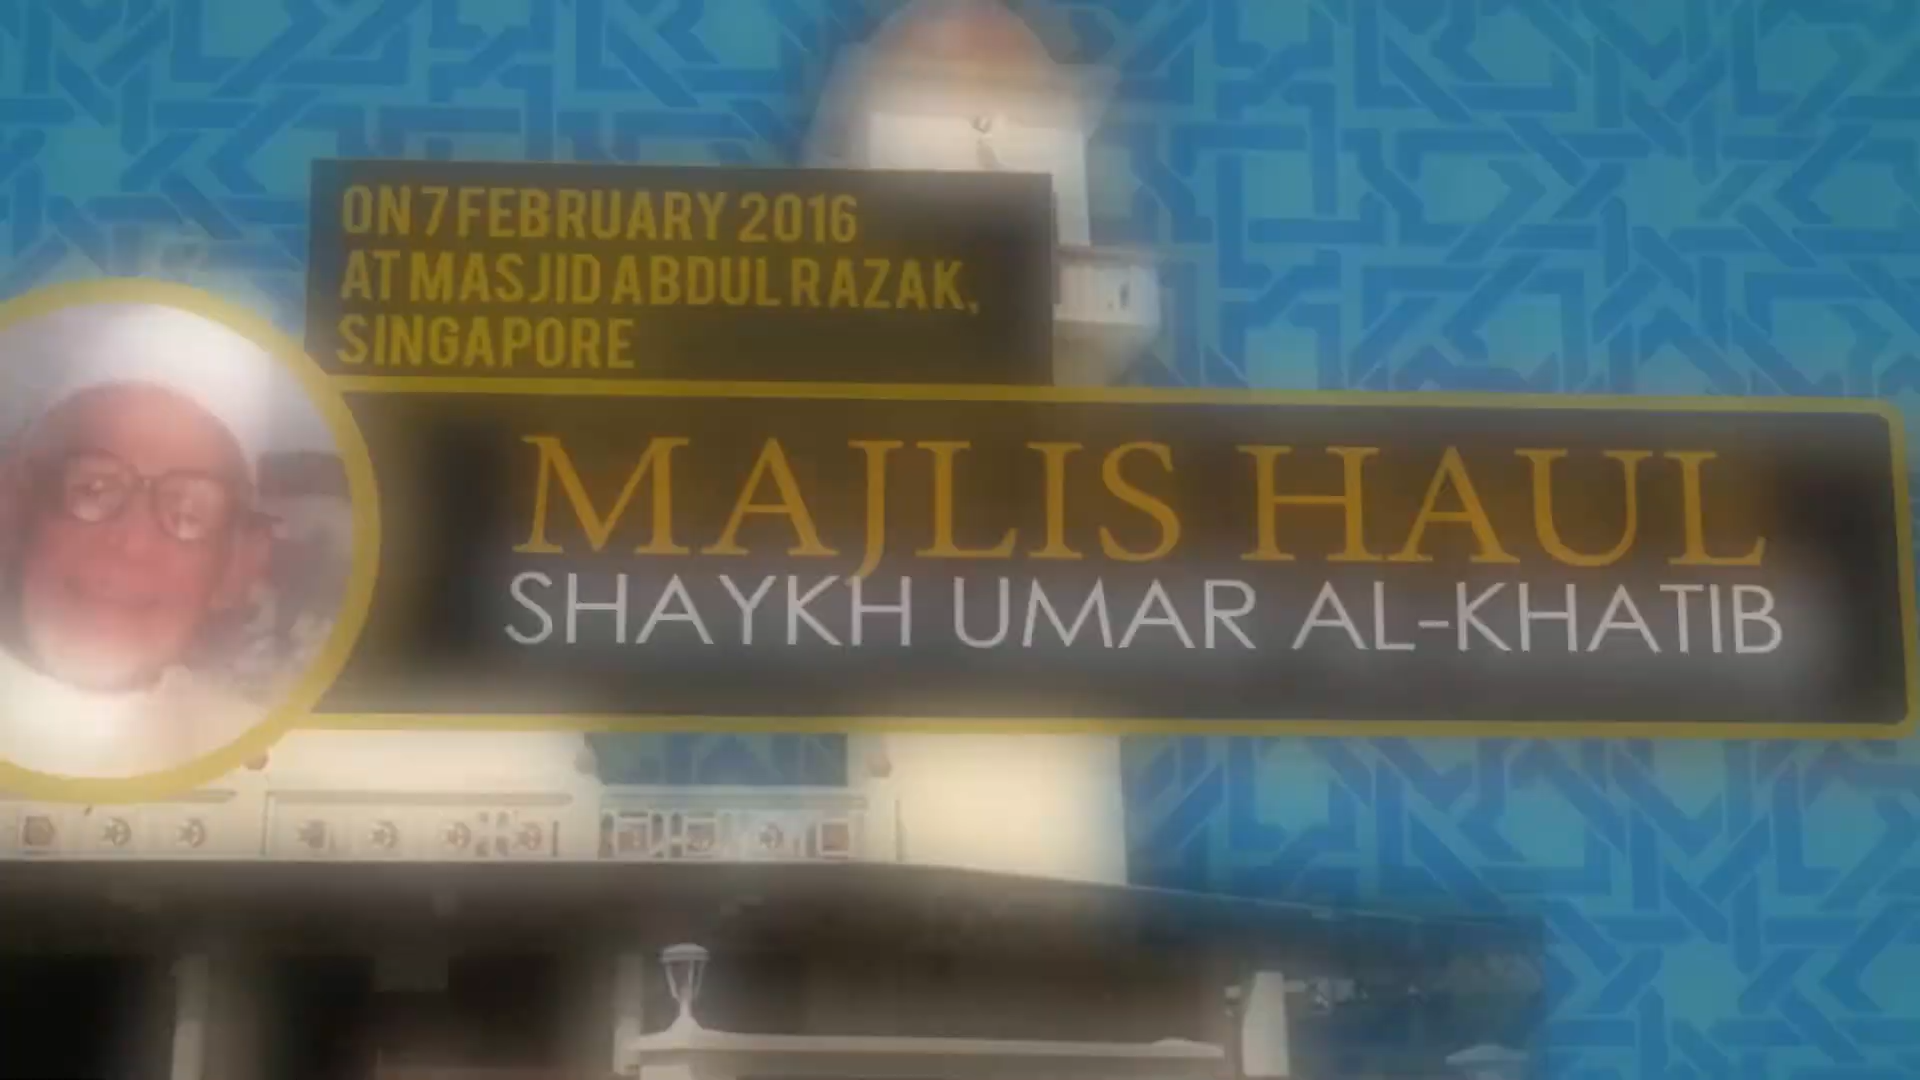 ON 7 FEBRUARY 2016
AT MASJID ABDUL RAZAK,
SINGAPORE
MAJLIS HAUL
SHAYKH UMAR AL-KHATIB